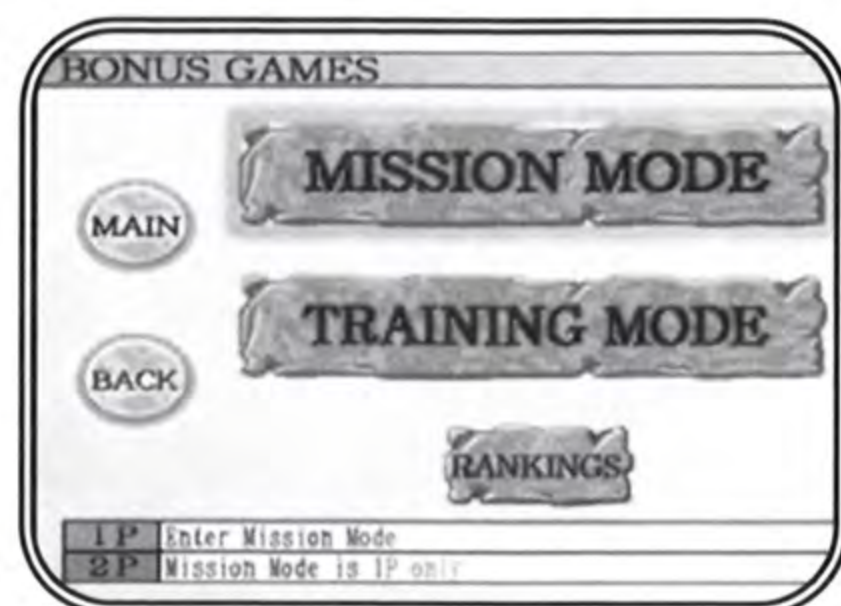 BONUS GAMES
MISSION MODE
MAIN
TRAINING MODE
BACK
RANKINGS
1P Enter Mission Mode
2P Mission Mode is 1P only